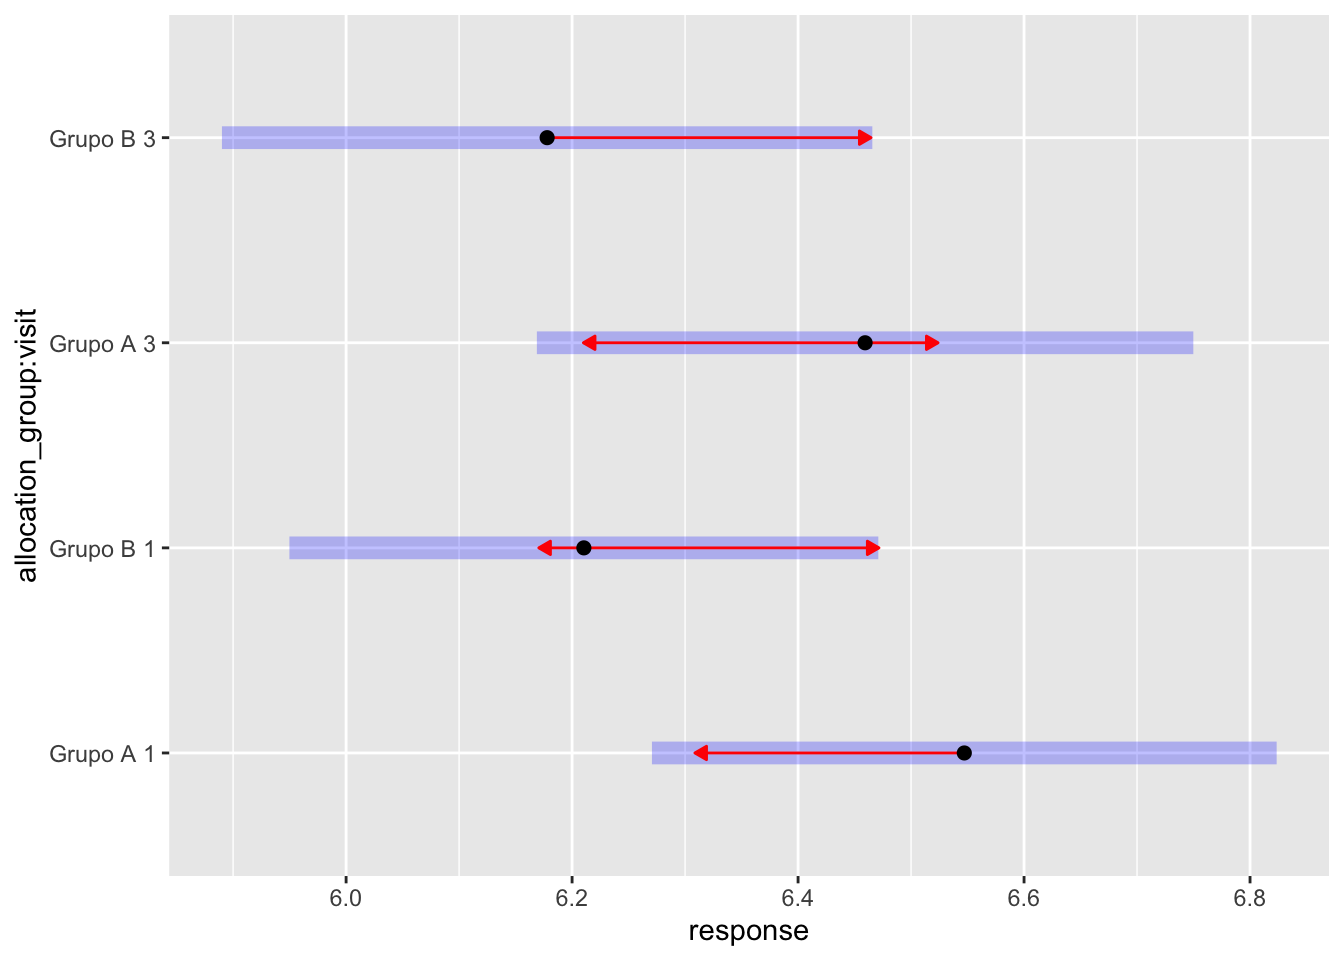 allocation_group:visit
Grupo B 3
Grupo A 3
Grupo B 1
Grupo A 1
6.0 6.2 6.4 6.6 6.8
response